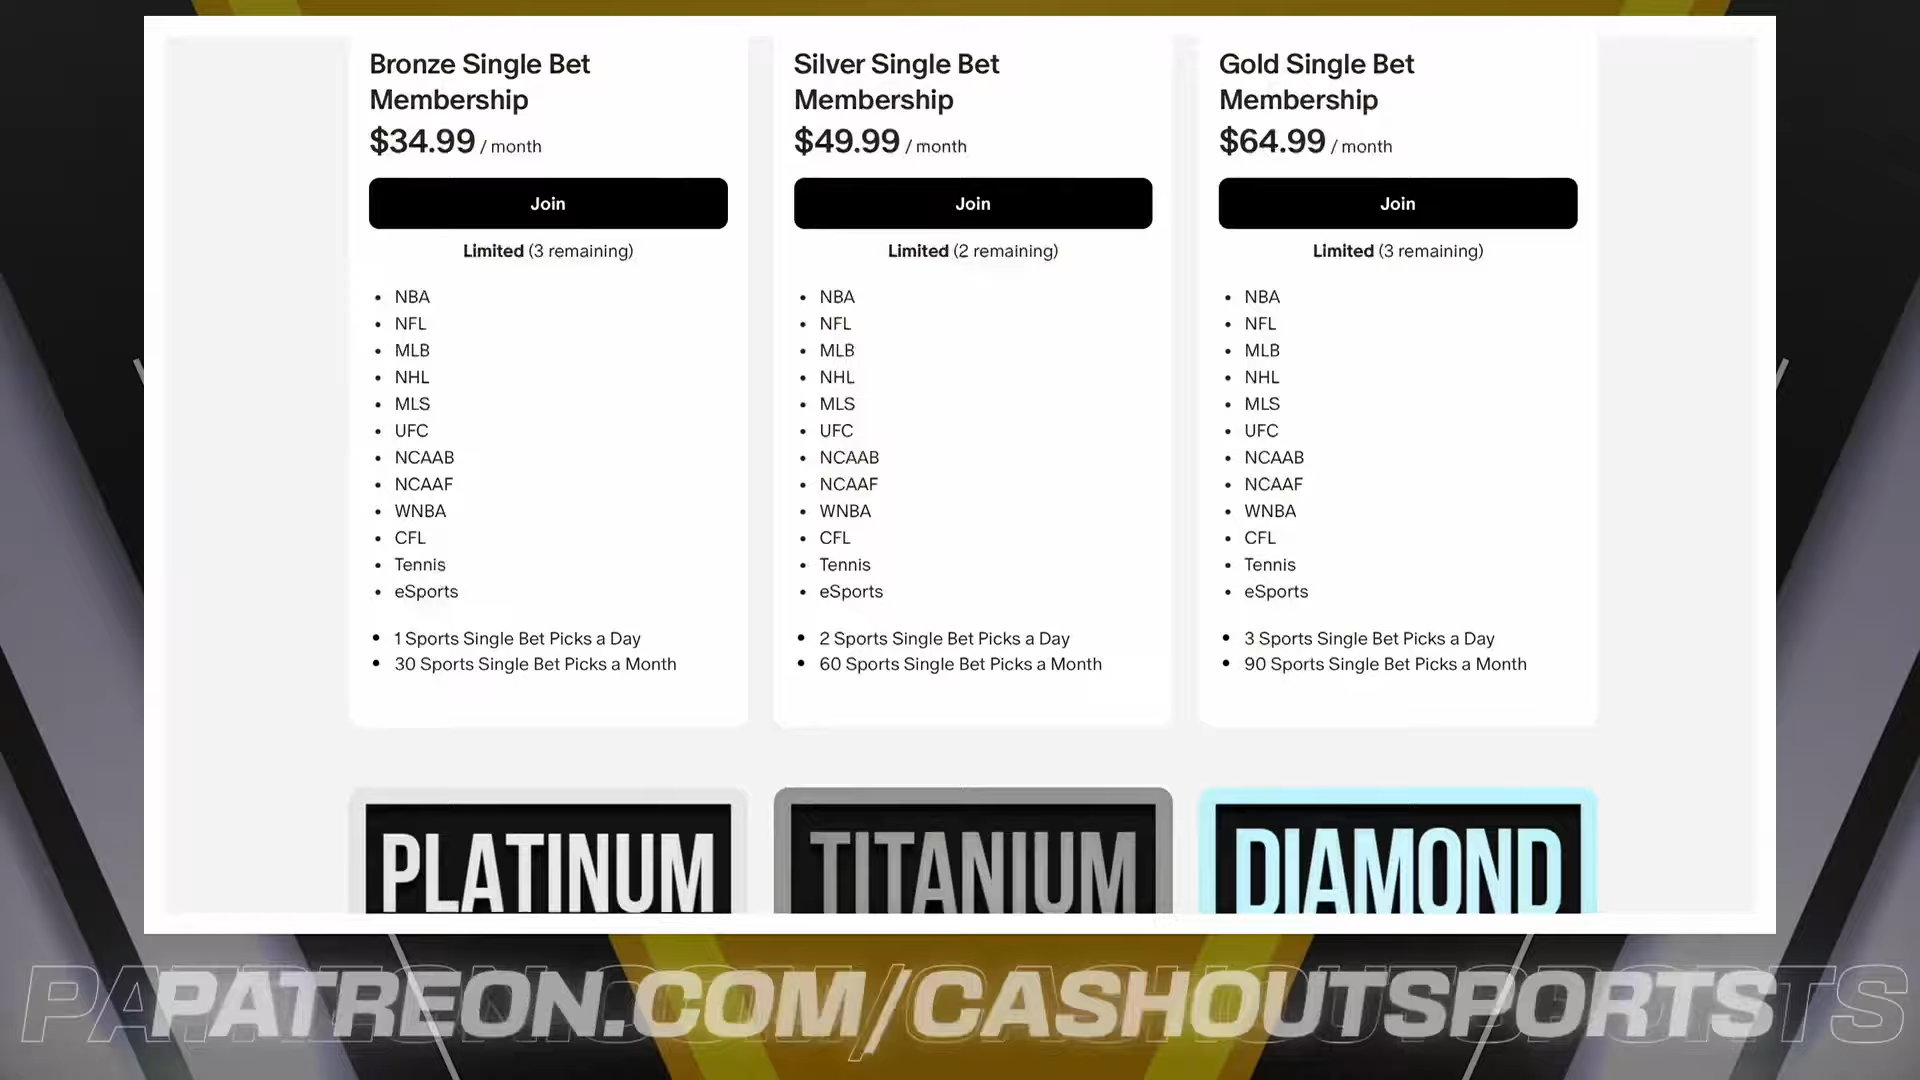 Bronze Single Bet
Membership
$34.99 / month
Join
Limited (3 remaining)
• NBA
• NFL
• MLB
• NHL
• MLS
• UFC
• NCAAB
• NCAAF
• WNBA
• CFL
• Tennis
• eSports
• 1 Sports Single Bet Picks a Day
• 30 Sports Single Bet Picks a Month
Silver Single Bet
Membership
$49.99 / month
Join
Limited (2 remaining)
• NBA
• NFL
• MLB
• NHL
• MLS
• UFC
• NCAAB
• NCAAF
• WNBA
• CFL
• Tennis
• eSports
• 2 Sports Single Bet Picks a Day
• 60 Sports Single Bet Picks a Month
Gold Single Bet
Membership
$64.99 / month
Join
Limited (3 remaining)
• NBA
• NFL
• MLB
• NHL
• MLS
• UFC
• NCAAB
• NCAAF
• WNBA
• CFL
• Tennis
• eSports
• 3 Sports Single Bet Picks a Day
• 90 Sports Single Bet Picks a Month
PLATINUM
TITANIUM
DIAMOND
PATREON.COM/CASHOUTSPORTS